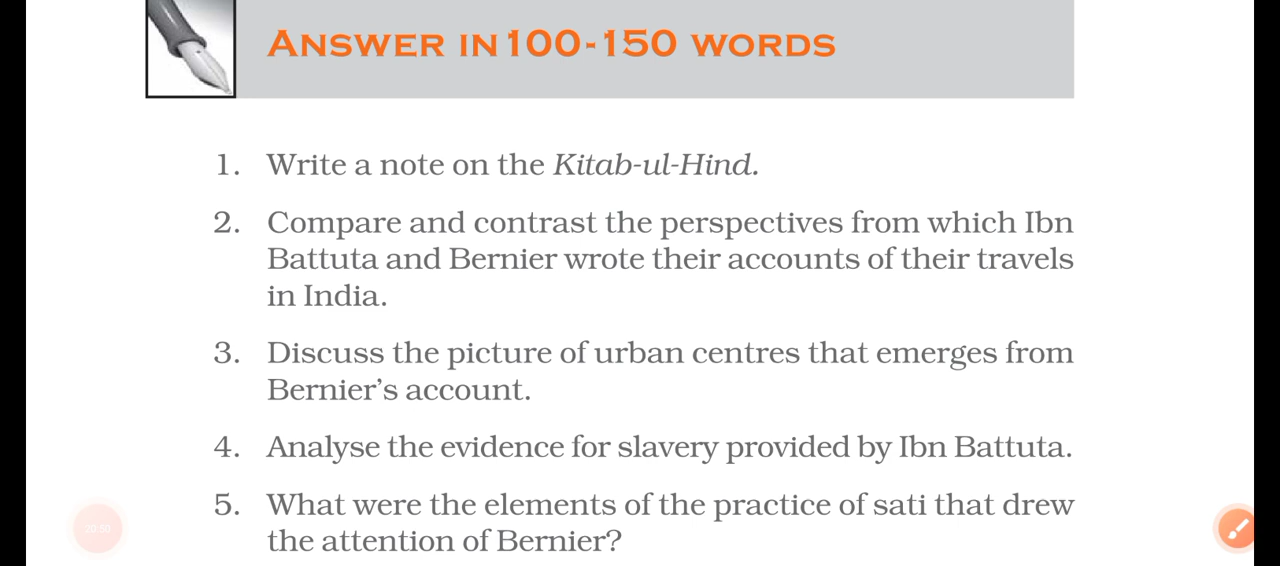 ANSWER IN 100-150 WORDS
1. Write a note on the Kitab-ul-Hind.
2. Compare and contrast the perspectives from which Ibn
Battuta and Bernier wrote their accounts of their travels
in India.
3. Discuss the picture of urban centres that emerges from
Bernier's account.
4. Analyse the evidence for slavery provided by Ibn Battuta.
5. What were the elements of the practice of sati that drew
the attention of Bernier?